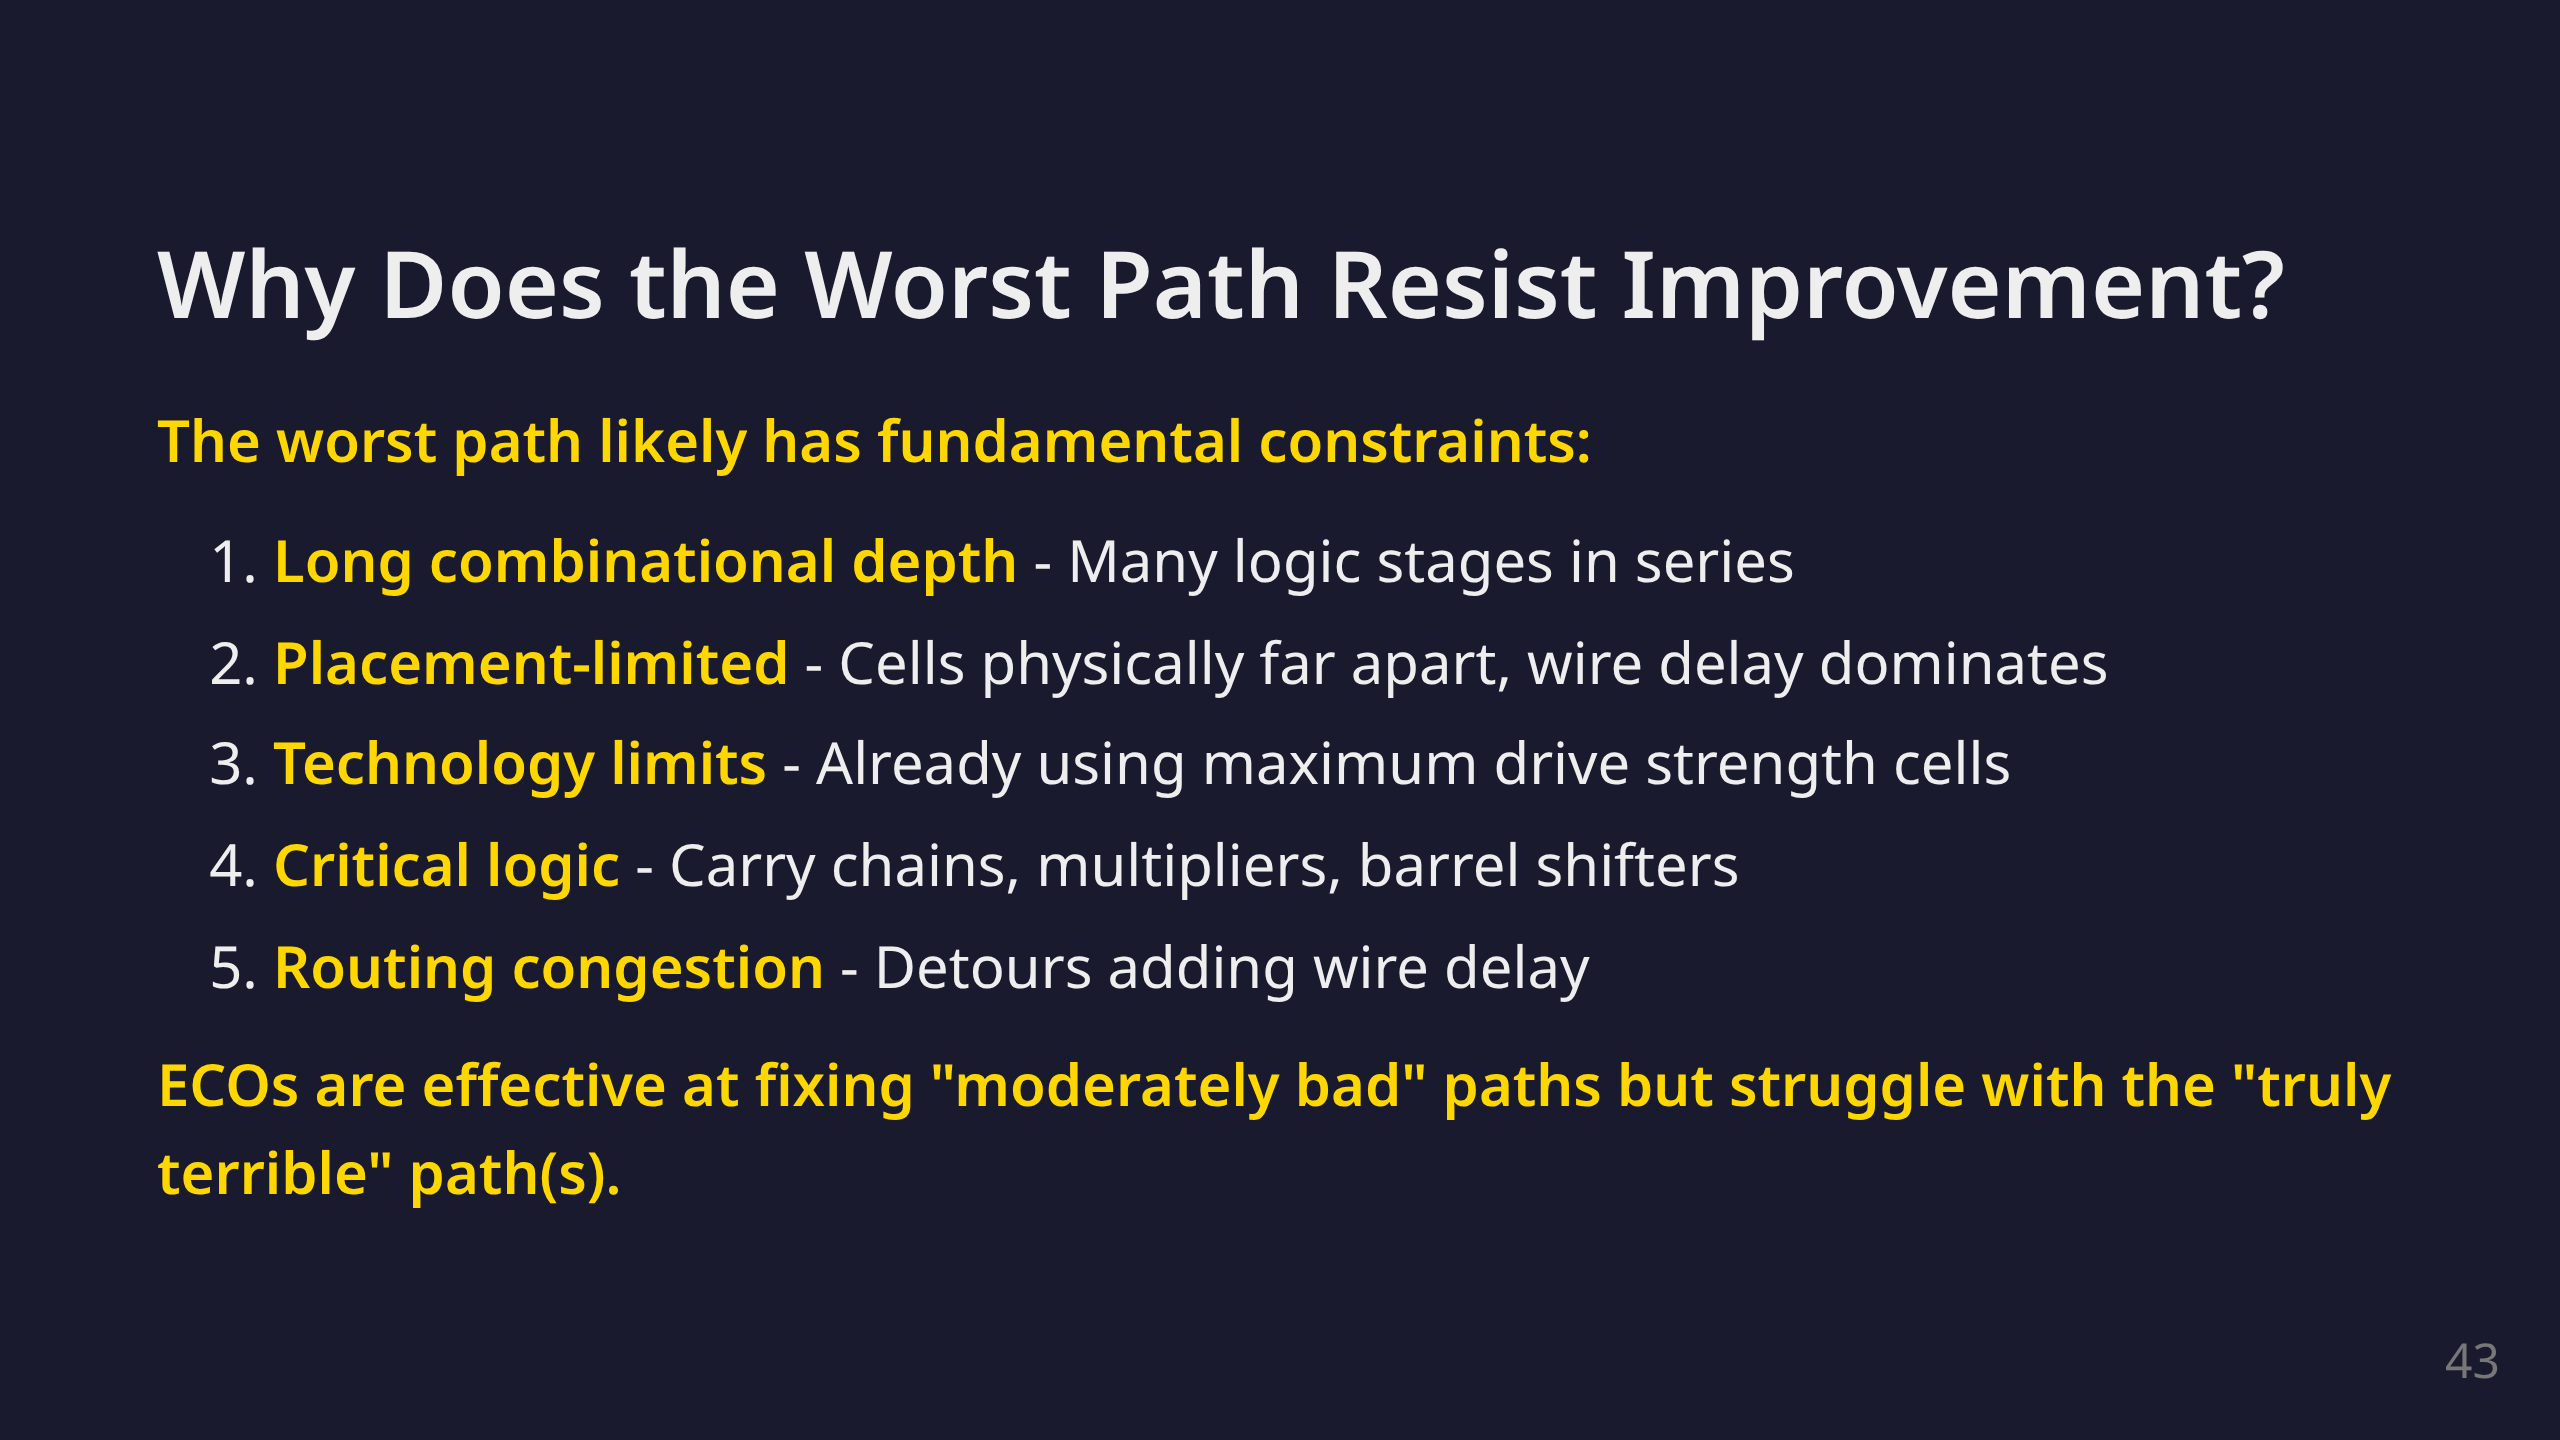 Why Does the Worst Path Resist Improvement?
The worst path likely has fundamental constraints:
1. Long combinational depth - Many logic stages in series
2. Placement-limited - Cells physically far apart, wire delay dominates
3. Technology limits - Already using maximum drive strength cells
4. Critical logic - Carry chains, multipliers, barrel shifters
5. Routing congestion - Detours adding wire delay
ECOs are effective at fixing "moderately bad" paths but struggle with the "truly
terrible" path(s).
43